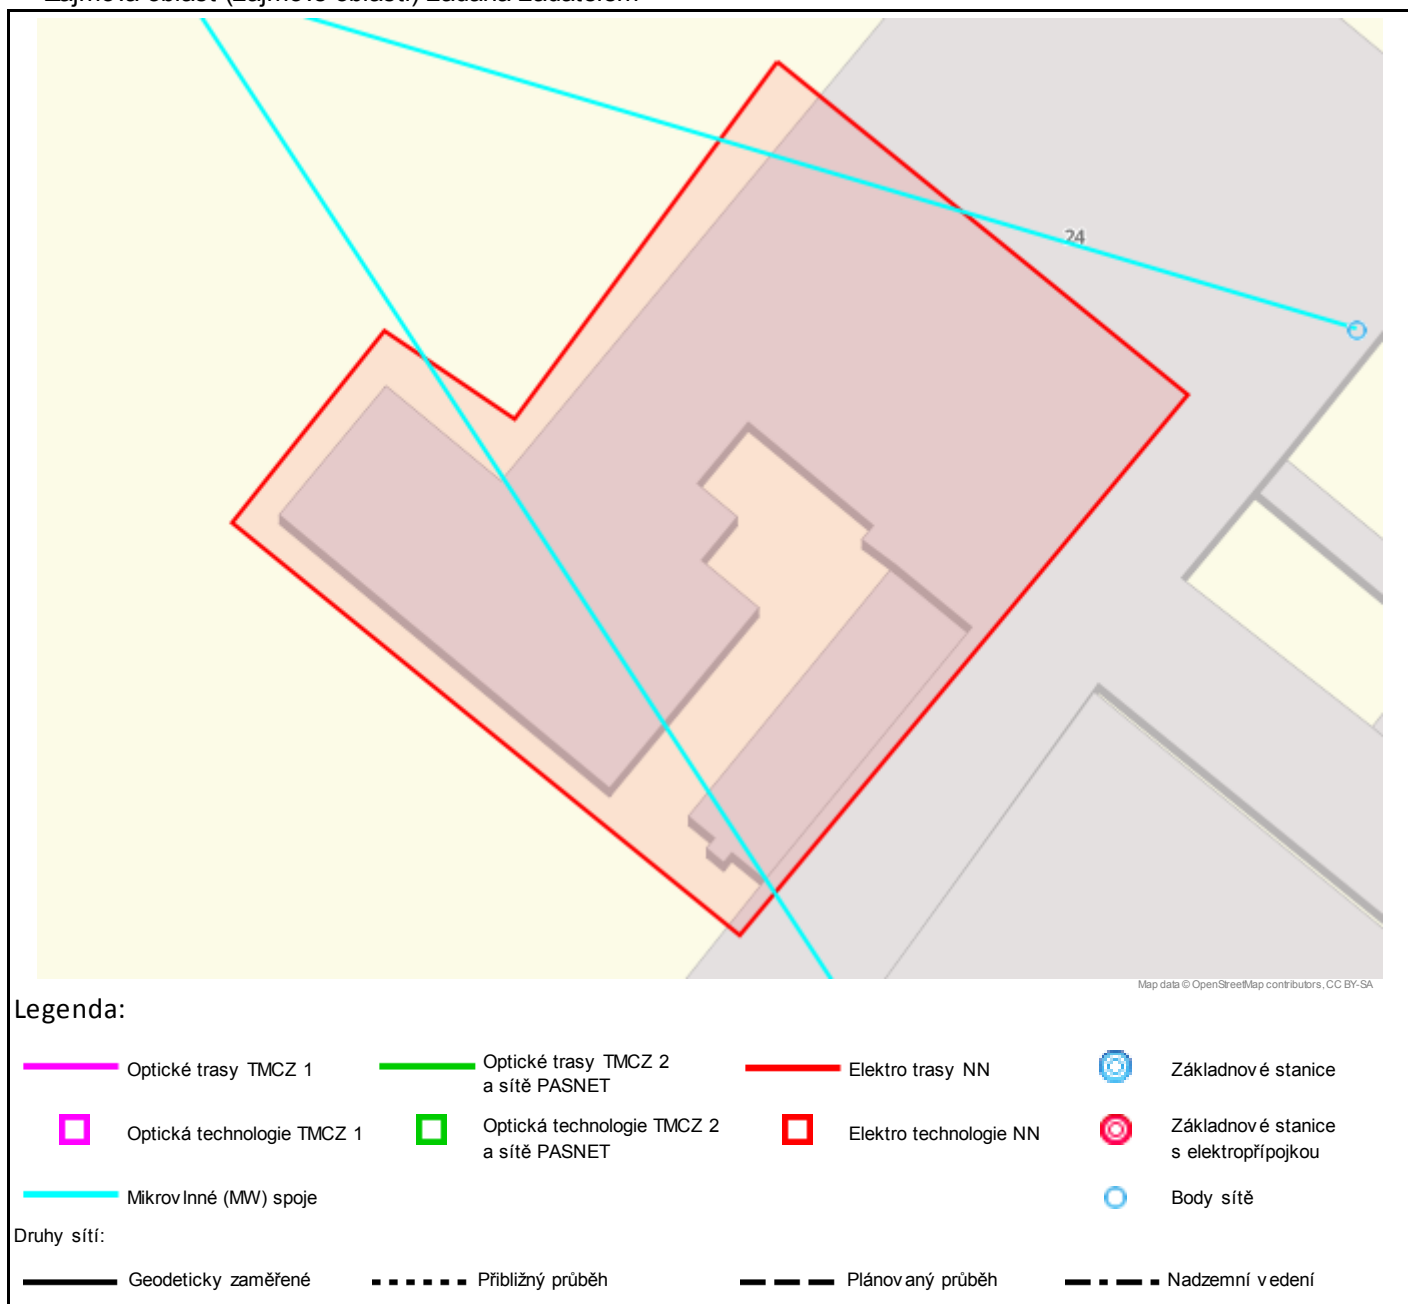 24
Map data © OpenStreetMap contributors, CC BY-SA
Legenda:
Optické trasy TMCZ 1
Optické trasy TMCZ 2
a sítě PASNET
Elektro trasy NN
Základnové stanice
Optická technologie TMCZ 1
Optická technologie TMCZ 2
a sítě PASNET
Elektro technologie NN
Základnové stanice
s elektropřípojkou
Mikrovlnné (MW) spoje
Body sítě
Druhy sítí:
Geodeticky zaměřené
Přibližný průběh
Plánovaný průběh
Nadzemní vedení